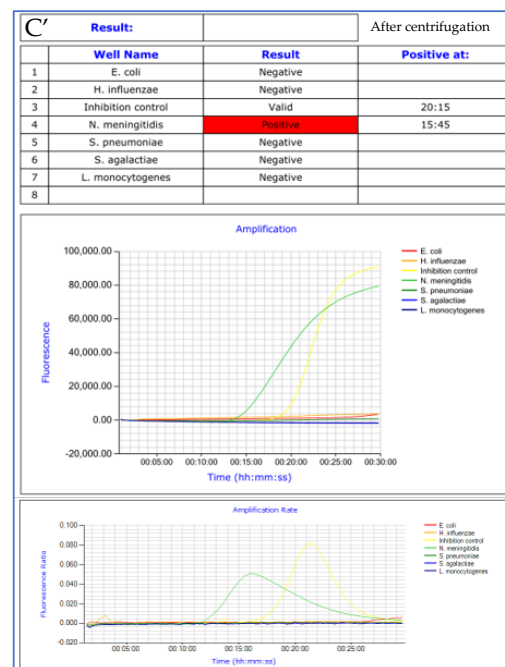 C′ Result: After centrifugation
Well Name Result Positive at:
1 E. coli Negative
2 H. influenzae Negative
3 Inhibition control Valid 20:15
4 N. meningitidis Positive 15:45
5 S. pneumoniae Negative
6 S. agalactiae Negative
7 L. monocytogenes Negative
8
Amplification
100,000.00
80,000.00
60,000.00
40,000.00
20,000.00
0.00
-20,000.00
Fluorescence
00:05:00 00:10:00 00:15:00 00:20:00 00:25:00 00:30:00
Time (hh:mm:ss)
E. coli
H. influenzae
Inhibition control
N. meningitidis
S. pneumoniae
S. agalactiae
L. monocytogenes
Amplification Rate
0.100
0.080
0.060
0.040
0.020
0.000
-0.020
Fluorescence Ratio
00:05:00 00:10:00 00:15:00 00:20:00 00:25:00
Time (hh:mm:ss)
E. coli
H. influenzae
Inhibition control
N. meningitidis
S. pneumoniae
S. agalactiae
L. monocytogenes